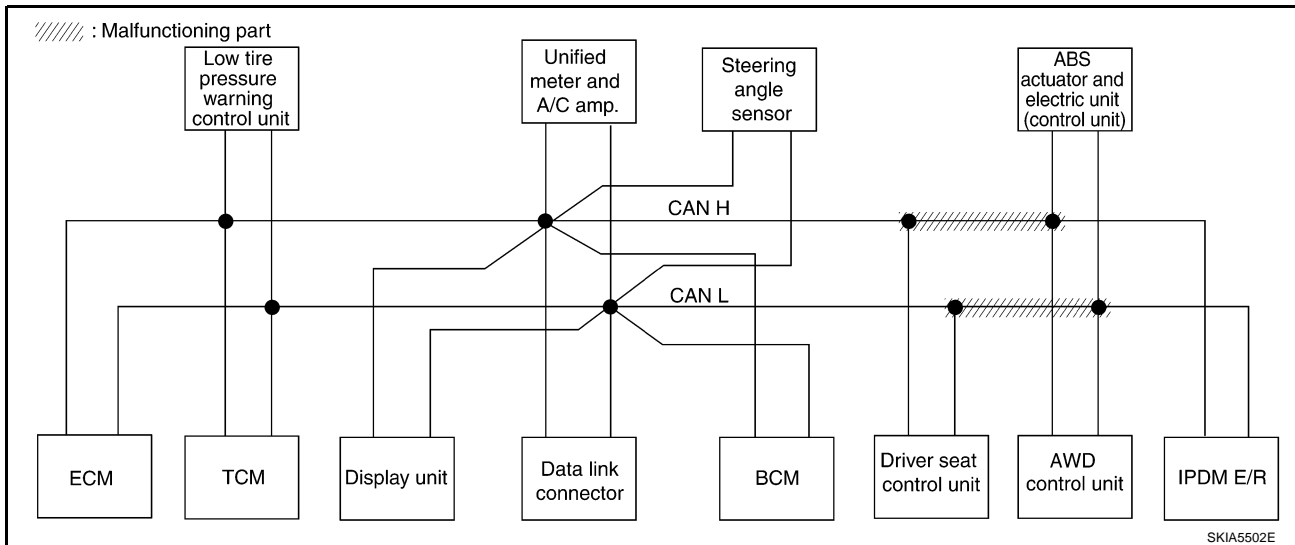 : Malfunctioning part
Low tire
pressure
warning
control unit
Unified
meter and
A/C amp.
Steering
angle
sensor
ABS
actuator and
electric unit
(control unit)
CAN H
CAN L
ECM
TCM
Display unit
Data link
connector
BCM
Driver seat
control unit
AWD
control unit
IPDM E/R
SKIA5502E